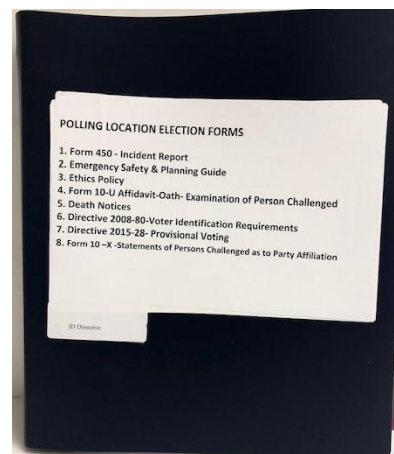 POLLING LOCATION ELECTION FORMS
1. Form 450 - Incident Report
2. Emergency Safety & Planning Guide
3. Ethics Policy
4. Form 10-U Affidavit-Oath- Examination of Person Challenged
5. Death Notices
6. Directive 2008-80-Voter Identification Requirements
7. Directive 2015-28- Provisional Voting
8. Form 10 –X -Statements of Persons Challenged as to Party Affiliation
ID Directive